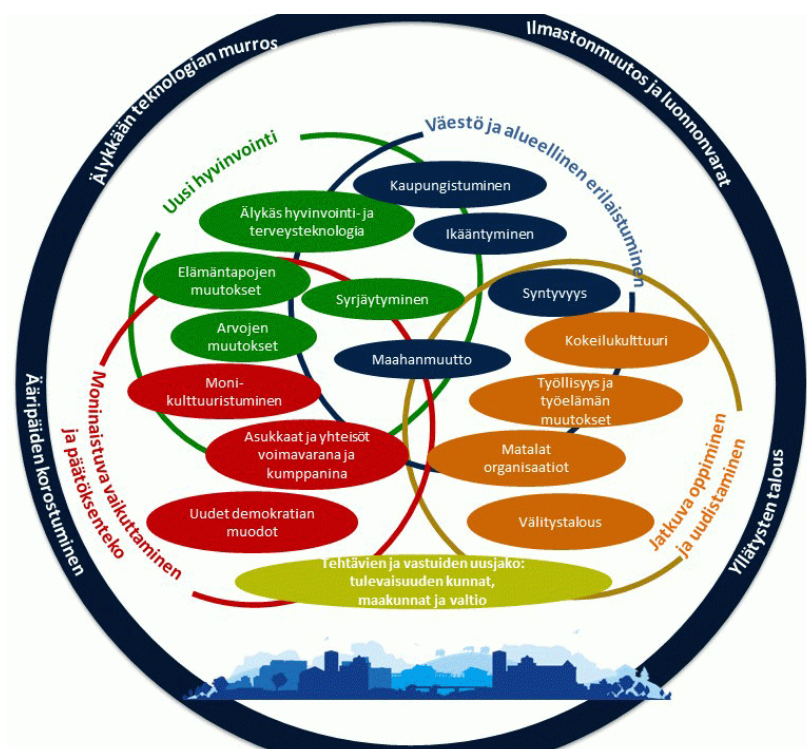 Älykkään teknologian murros
Ilmastonmuutos ja luonnonvarat
Uusi hyvinvointi
Väestö ja alueellinen erilaistuminen
Kaupungistuminen
Älykäs hyvinvointi- ja
terveysteknologia
Ikääntyminen
Elämäntapojen
muutokset
Syrjäytyminen
Syntyvyys
Arvojen
muutokset
Kokeilukulttuuri
Maahanmuutto
Moni-
kulttuuristuminen
Työllisyys ja
työelämän
muutokset
Asukkaat ja yhteisöt
voimavarana ja
kumppanina
Matalat
organisaatiot
Uudet demokratian
muodot
Välitystalous
Moninaistuva vaikuttaminen
ja päätöksenteko
Jatkuva oppiminen
ja uudistaminen
Ääripäiden korostuminen
Yllätysten talous
Tehtävien ja vastuiden uusjako:
tulevaisuuden kunnat,
maakunnat ja valtio